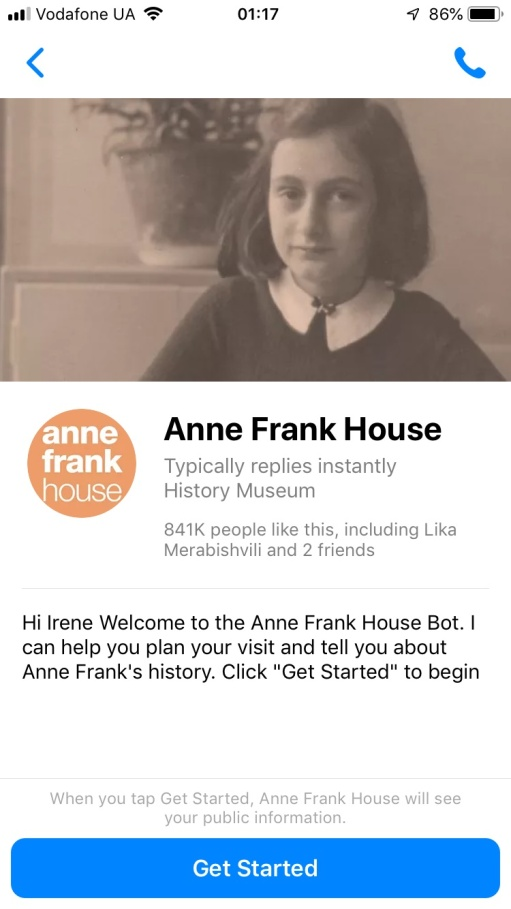 Vodafone UA 01:17 86%
anne
frank
house
Anne Frank House
Typically replies instantly
History Museum
841K people like this, including Lika
Merabishvili and 2 friends
Hi Irene Welcome to the Anne Frank House Bot. I
can help you plan your visit and tell you about
Anne Frank's history. Click "Get Started" to begin
When you tap Get Started, Anne Frank House will see
your public information.
Get Started